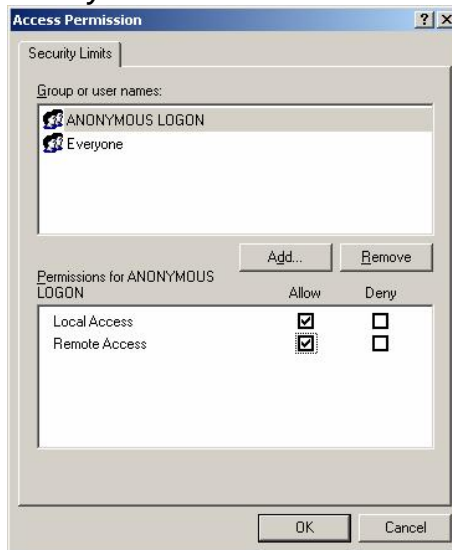 Access Permission
Security Limits
Group or user names:
ANONYMOUS LOGON
Everyone
Add... Remove
Permissions for ANONYMOUS
LOGON Allow Deny
Local Access
Remote Access
OK Cancel